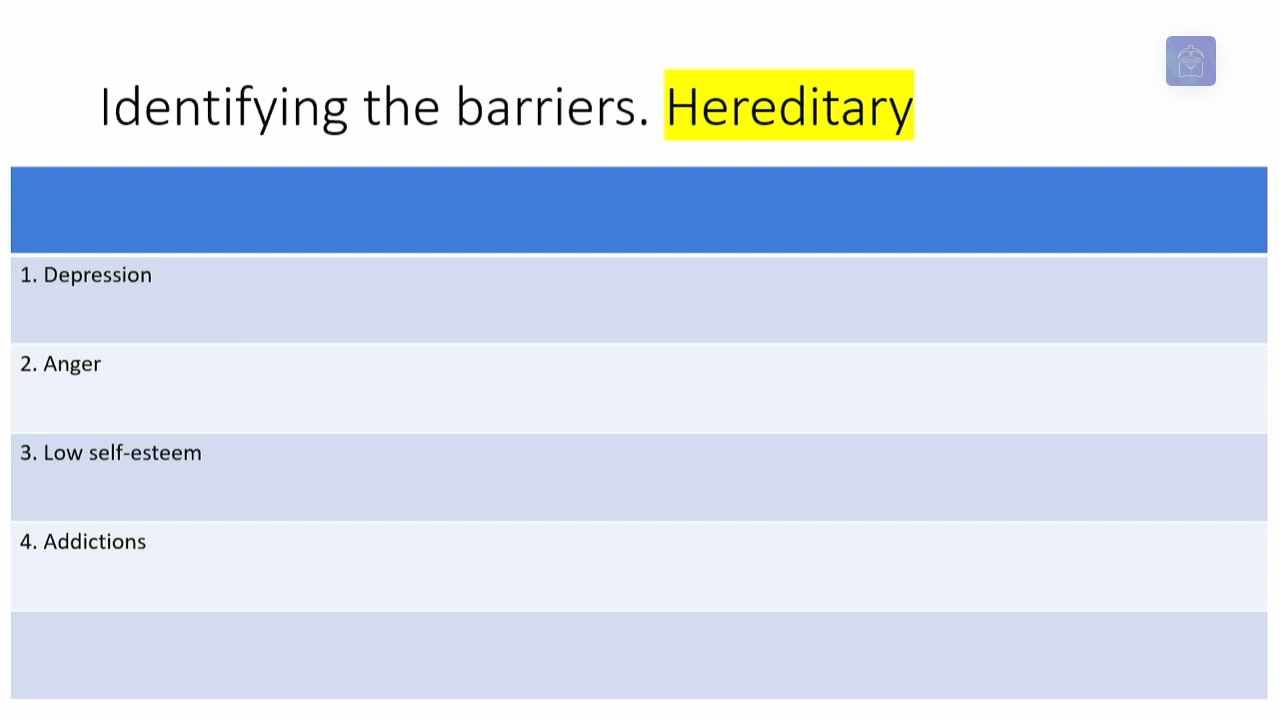 Identifying the barriers. Hereditary
1. Depression
2. Anger
3. Low self-esteem
4. Addictions